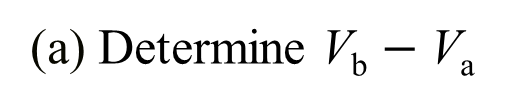 (a) Determine V_b − V_a